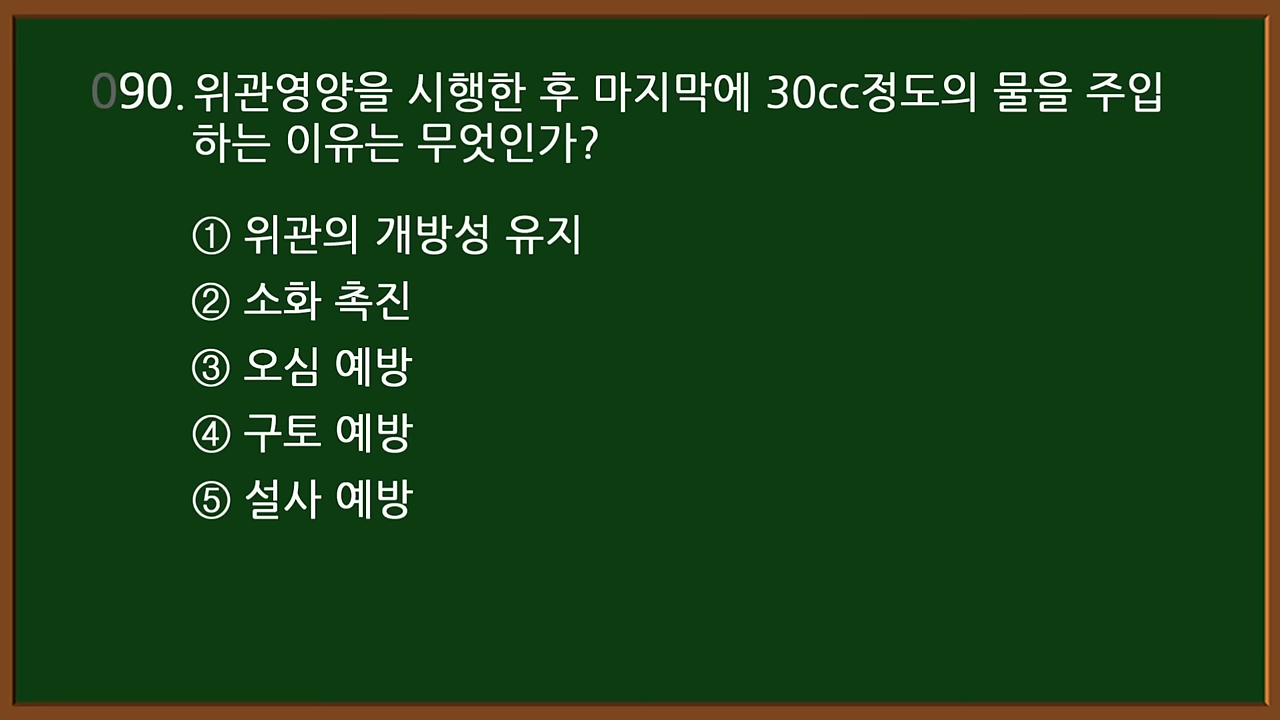 090. 위관영양을 시행한 후 마지막에 30cc정도의 물을 주입
하는 이유는 무엇인가?
① 위관의 개방성 유지
② 소화 촉진
③ 오심 예방
④ 구토 예방
⑤ 설사 예방